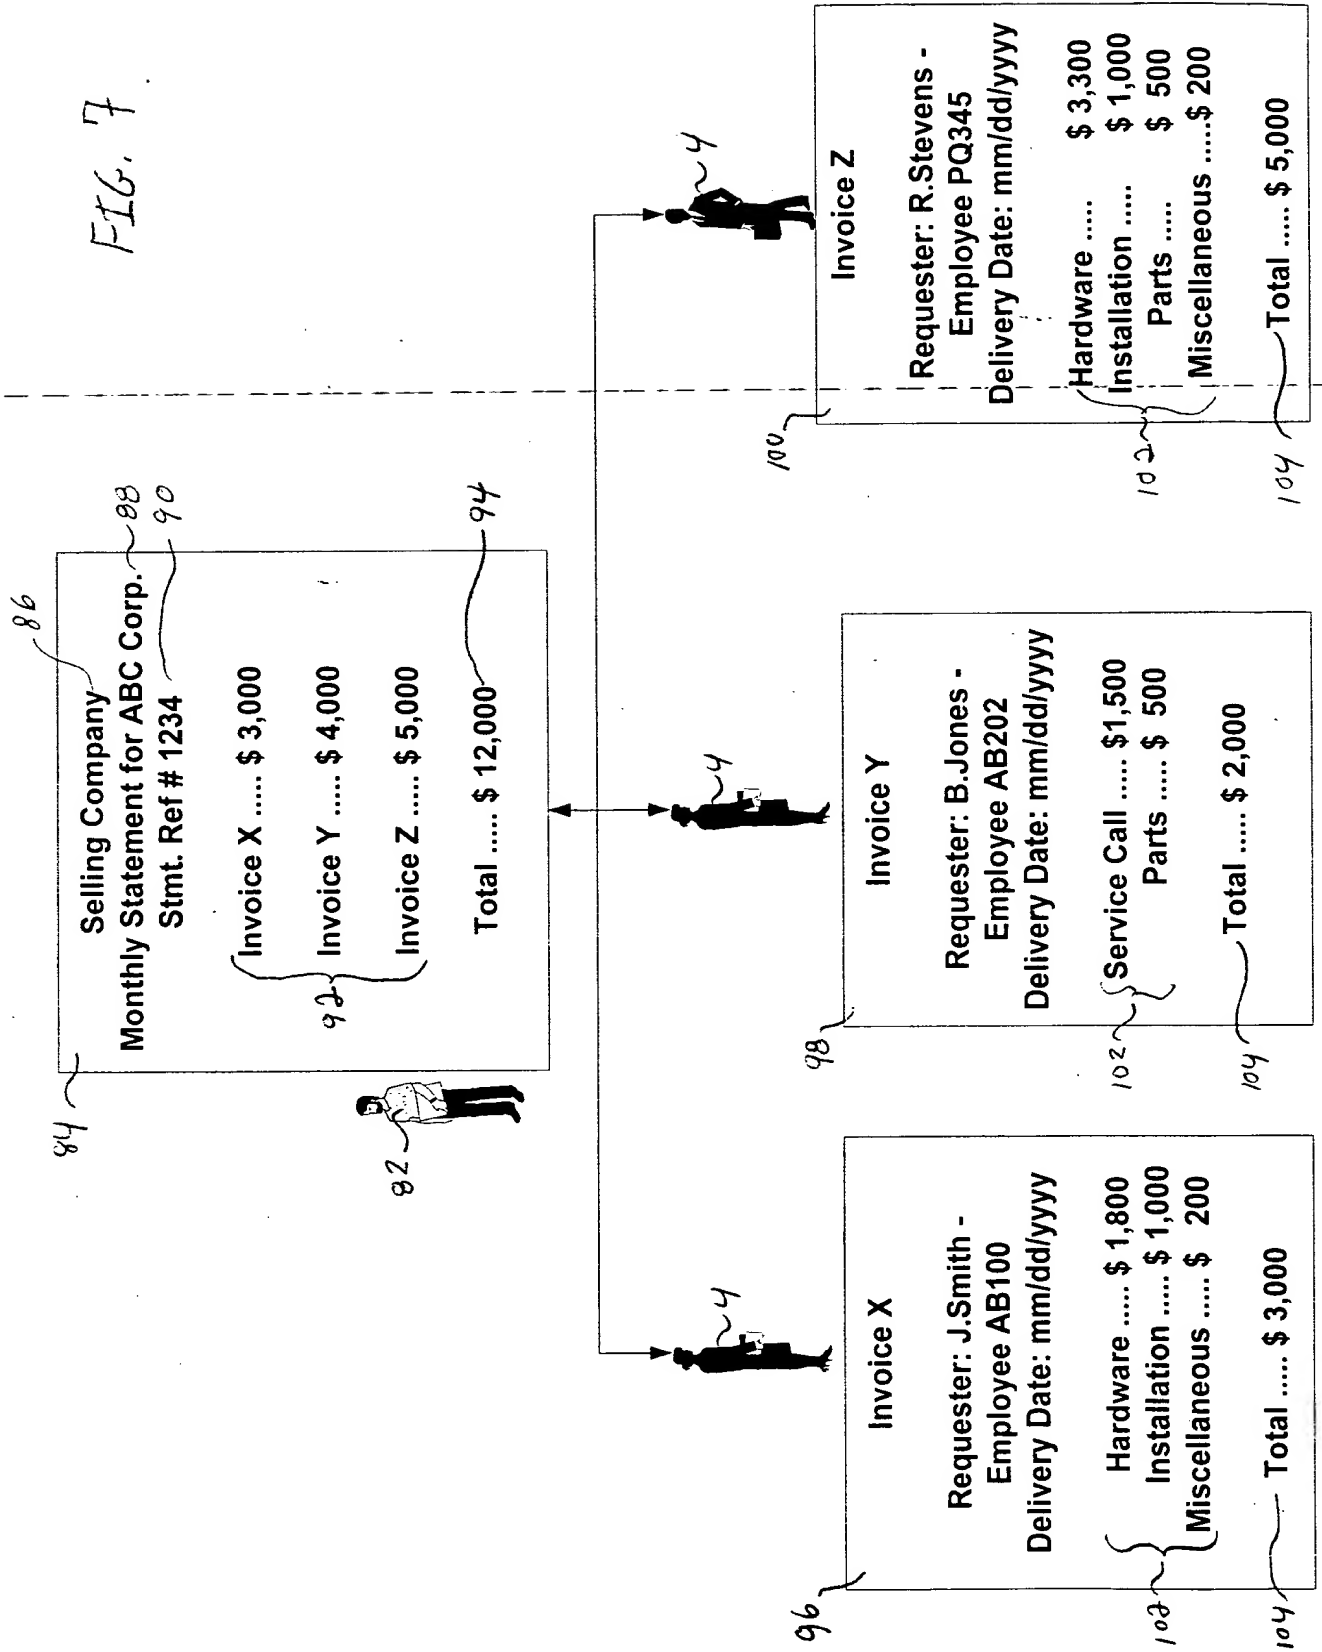 FIG. 7
86
Selling Company
Monthly Statement for ABC Corp.
88
Stmt. Ref # 1234
90
84
Invoice X ..... $ 3,000
Invoice Y ..... $ 4,000
Invoice Z ..... $ 5,000
92
Total ..... $ 12,000
94
82
4
4
4
96
Invoice X
Requester: J.Smith -
Employee AB100
Delivery Date: mm/dd/yyyy
Hardware ..... $ 1,800
Installation ..... $ 1,000
Miscellaneous ..... $ 200
102
Total ..... $ 3,000
104
98
Invoice Y
Requester: B.Jones -
Employee AB202
Delivery Date: mm/dd/yyyy
Service Call ..... $1,500
Parts ..... $ 500
102
Total ..... $ 2,000
104
100
Invoice Z
Requester: R.Stevens -
Employee PQ345
Delivery Date: mm/dd/yyyy
Hardware ..... $ 3,300
Installation ..... $ 1,000
Parts ..... $ 500
Miscellaneous .....$ 200
102
Total ..... $ 5,000
104